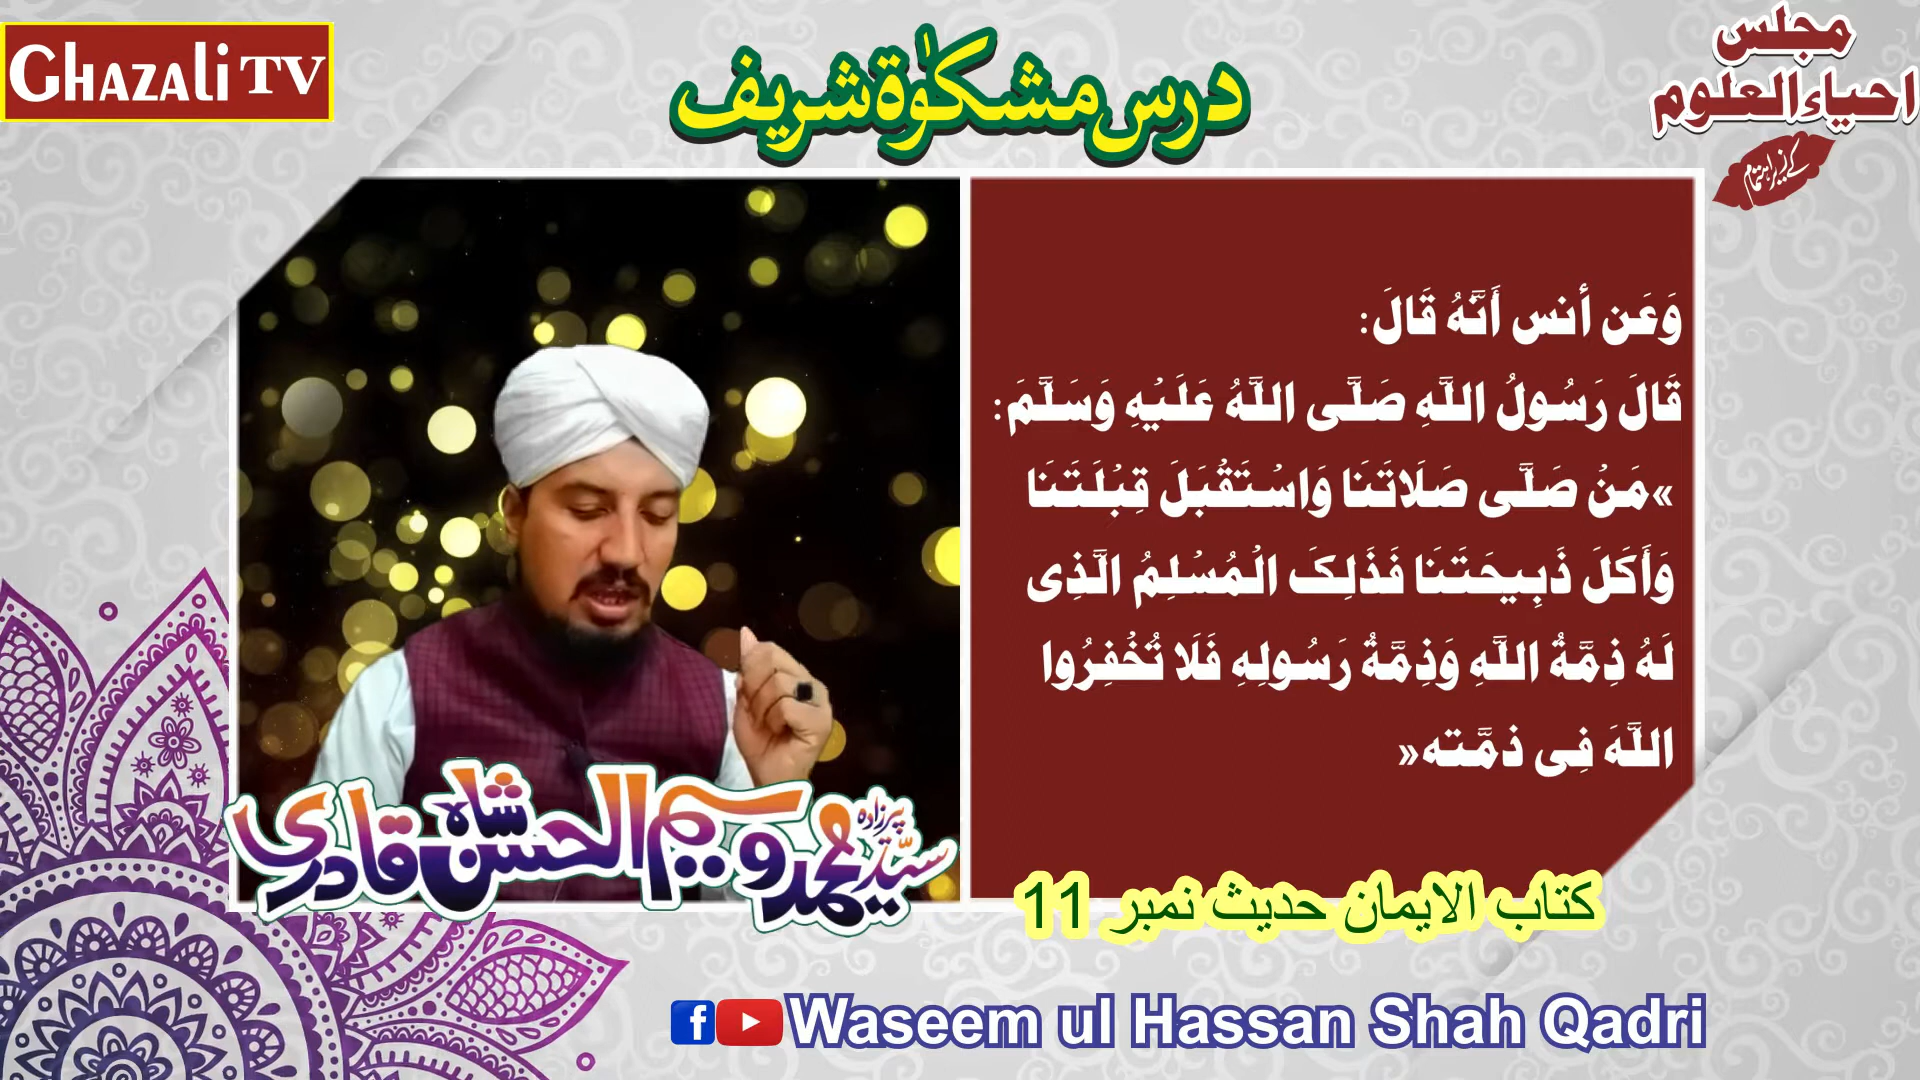 Ghazali TV
درس مشکوٰۃ شریف
مجلس
احیاء العلوم
کے زیر اہتمام
وَعَن أنس أَنَّهُ قَالَ:
قَالَ رَسُولُ اللَّهِ صَلَّى اللَّهُ عَلَيْهِ وَسَلَّمَ:
»مَنْ صَلَّى صَلَاتَنَا وَاسْتَقْبَلَ قِبْلَتَنَا
وَأَكَلَ ذَبِيحَتَنَا فَذَلِكَ الْمُسْلِمُ الَّذِي
لَهُ ذِمَّةُ اللَّهِ وَذِمَّةُ رَسُولِهِ فَلَا تُخْفِرُوا
اللَّهَ فِي ذمَّته«
پیرزادہ
سیّد محمد وسیم الحسن شاہ قادری
کتاب الایمان حدیث نمبر 11
Waseem ul Hassan Shah Qadri